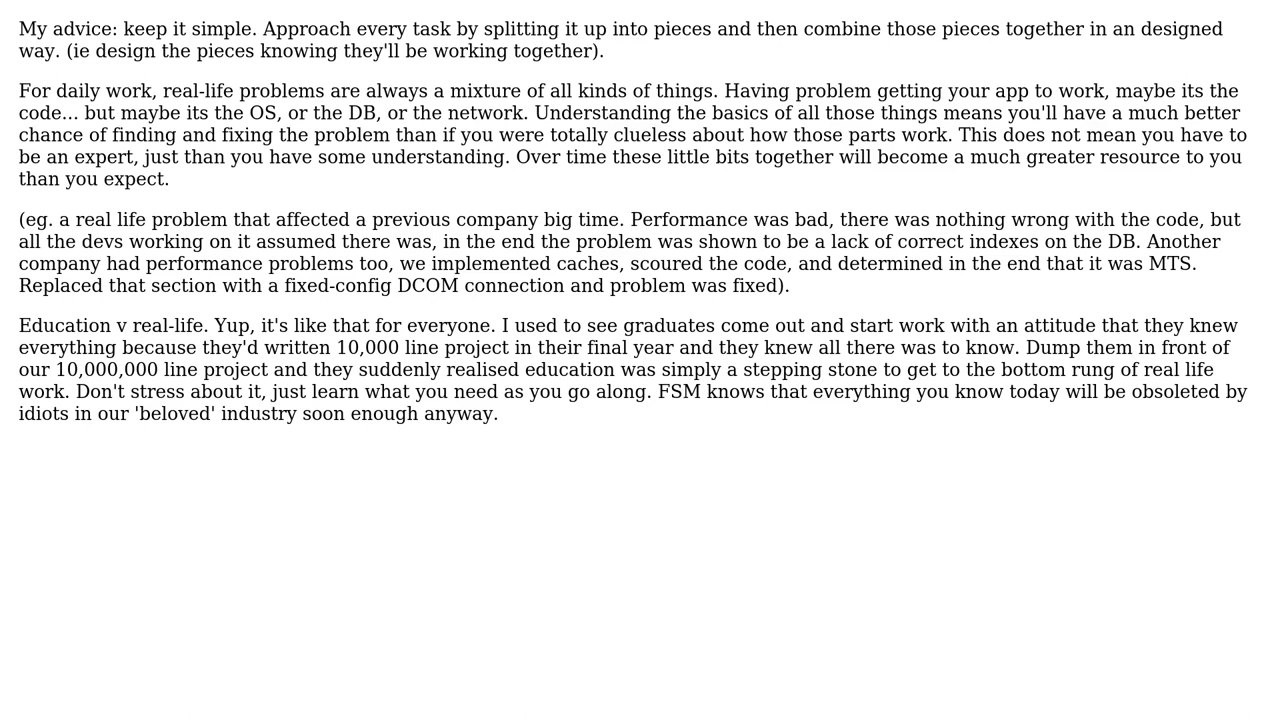 My advice: keep it simple. Approach every task by splitting it up into pieces and then combine those pieces together in an designed
way. (ie design the pieces knowing they'll be working together).
For daily work, real-life problems are always a mixture of all kinds of things. Having problem getting your app to work, maybe its the
code... but maybe its the OS, or the DB, or the network. Understanding the basics of all those things means you'll have a much better
chance of finding and fixing the problem than if you were totally clueless about how those parts work. This does not mean you have to
be an expert, just than you have some understanding. Over time these little bits together will become a much greater resource to you
than you expect.
(eg. a real life problem that affected a previous company big time. Performance was bad, there was nothing wrong with the code, but
all the devs working on it assumed there was, in the end the problem was shown to be a lack of correct indexes on the DB. Another
company had performance problems too, we implemented caches, scoured the code, and determined in the end that it was MTS.
Replaced that section with a fixed-config DCOM connection and problem was fixed).
Education v real-life. Yup, it's like that for everyone. I used to see graduates come out and start work with an attitude that they knew
everything because they'd written 10,000 line project in their final year and they knew all there was to know. Dump them in front of
our 10,000,000 line project and they suddenly realised education was simply a stepping stone to get to the bottom rung of real life
work. Don't stress about it, just learn what you need as you go along. FSM knows that everything you know today will be obsoleted by
idiots in our 'beloved' industry soon enough anyway.